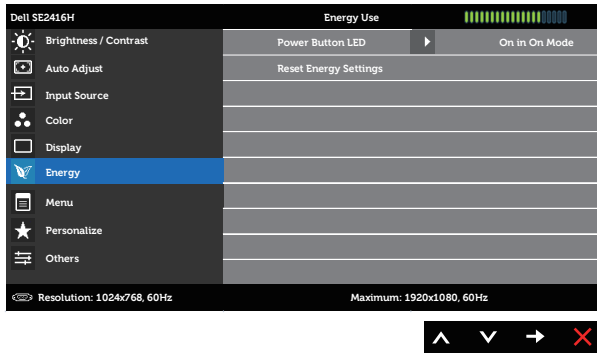 Dell SE2416H Energy Use
Brightness / Contrast Power Button LED On in On Mode
Auto Adjust Reset Energy Settings
Input Source
Color
Display
Energy
Menu
Personalize
Others
Resolution: 1024x768, 60Hz Maximum: 1920x1080, 60Hz